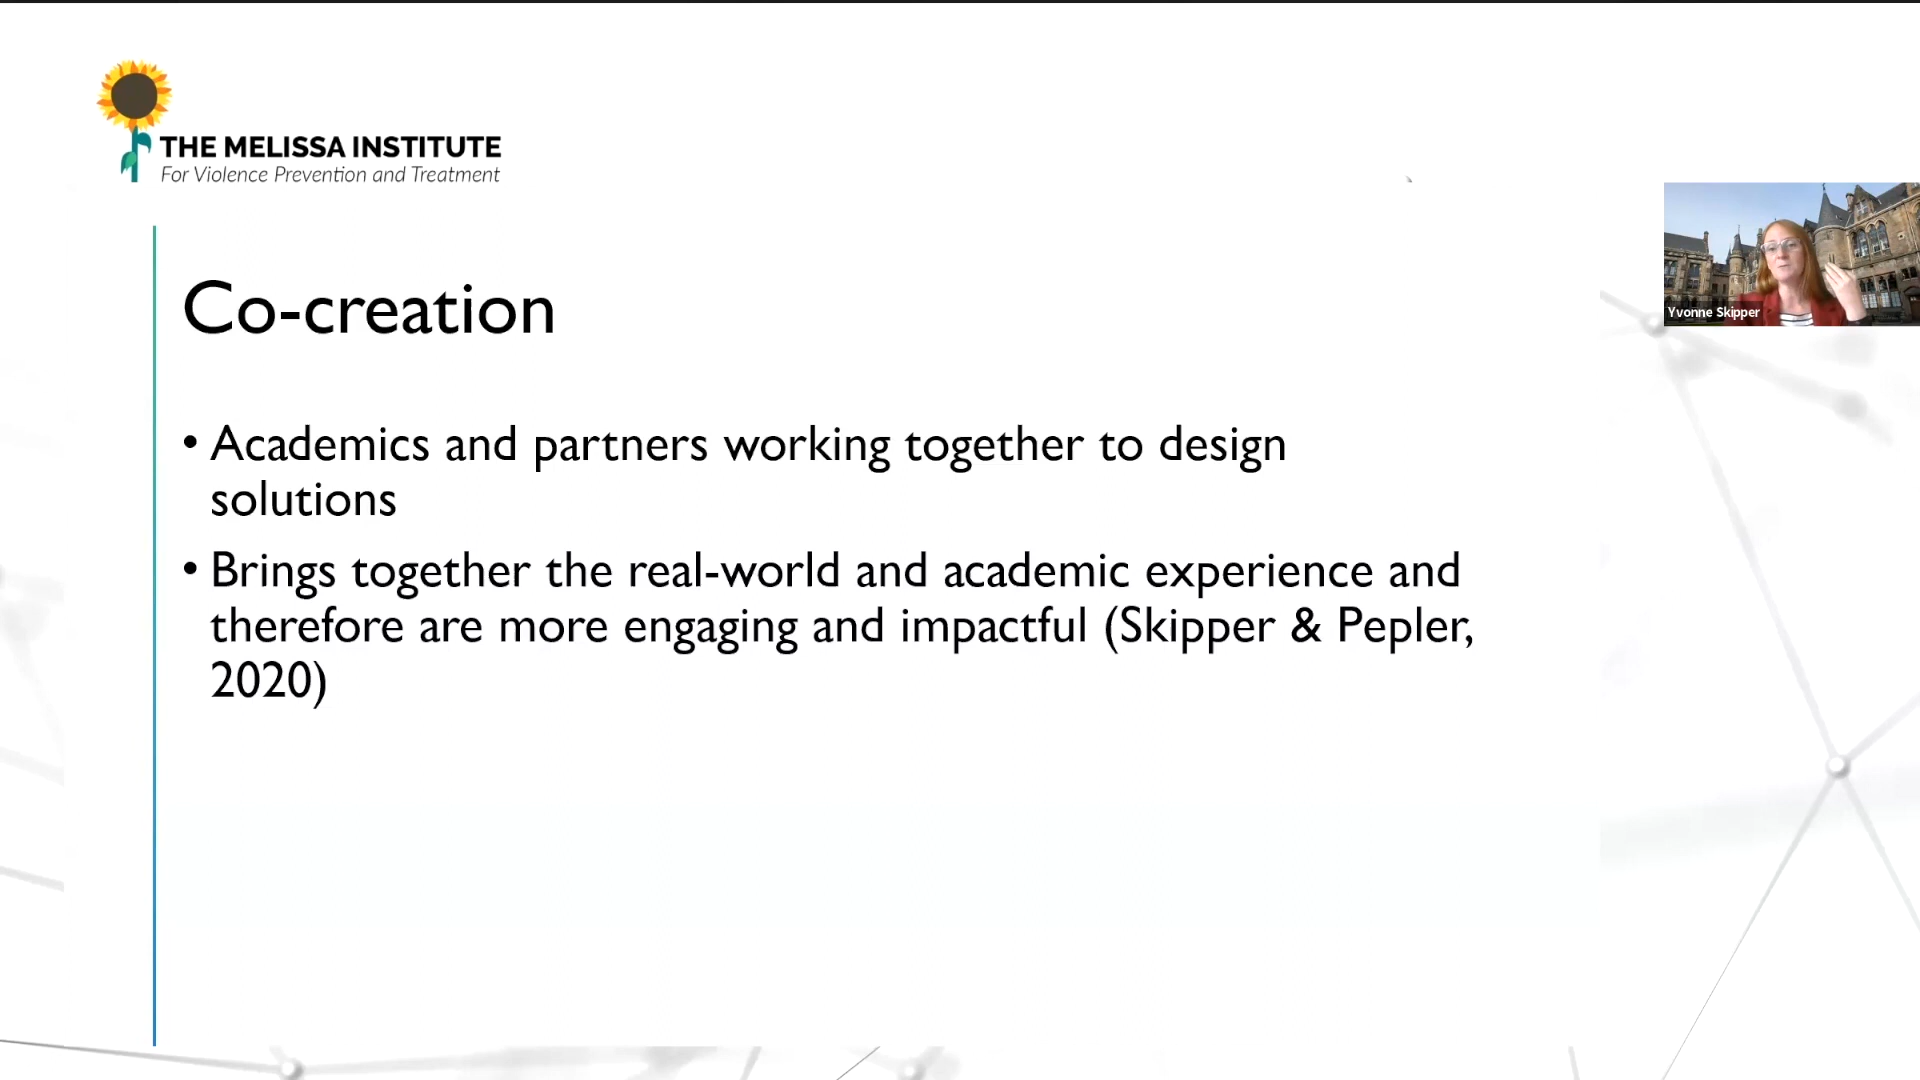 THE MELISSA INSTITUTE
For Violence Prevention and Treatment
Yvonne Skipper
Co-creation
• Academics and partners working together to design
solutions
• Brings together the real-world and academic experience and
therefore are more engaging and impactful (Skipper & Pepler,
2020)